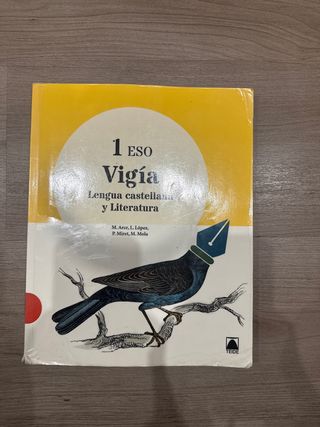 1 ESO
Vigía
Lengua castellana
y Literatura
M. Arce, L. López,
P. Miret, M. Mola
TEIDE